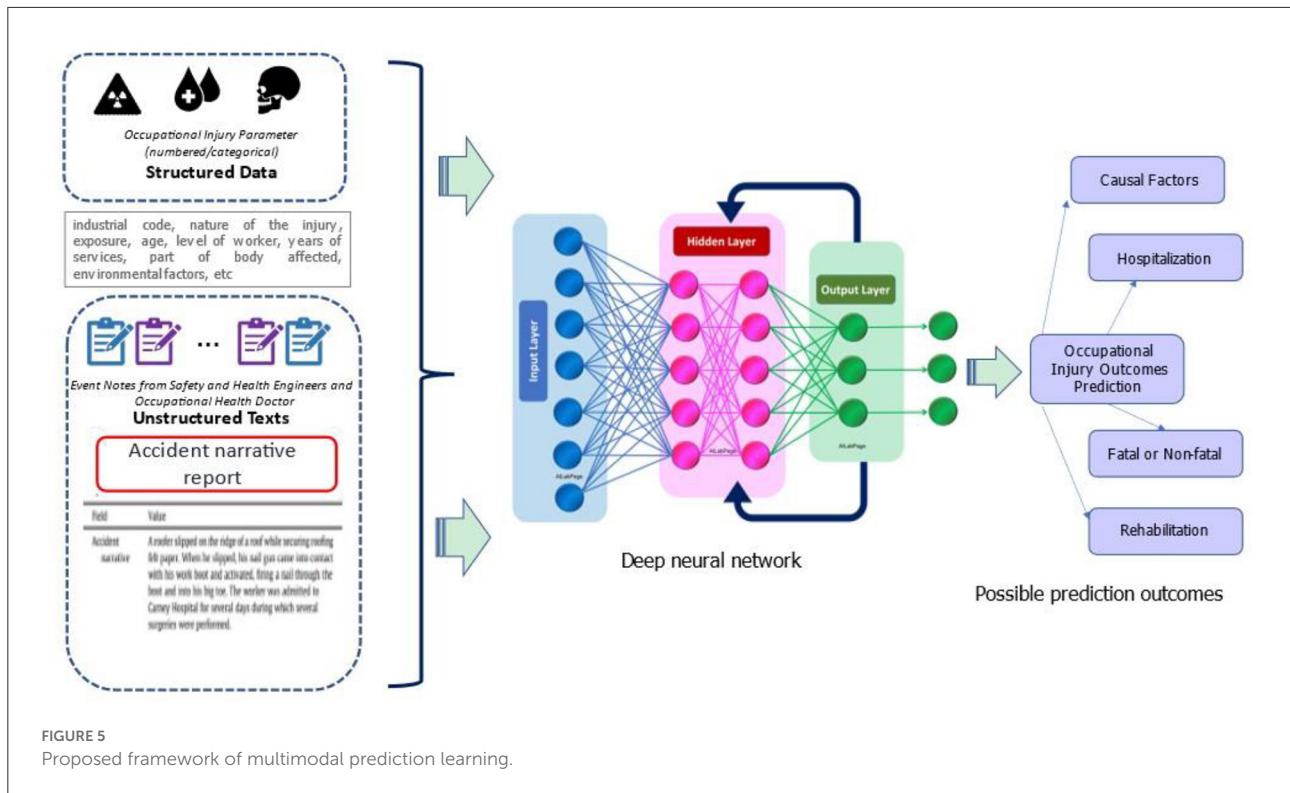 Occupational Injury Parameter
(numbered/categorical)
Structured Data
industrial code, nature of the injury,
exposure, age, level of worker, years of
services, part of body affected,
environmental factors, etc
...
Event Notes from Safety and Health Engineers and
Occupational Health Doctor
Unstructured Texts
Accident narrative
report
Field Value
Accident
narrative
A roofer slipped on the ridge of a roof while securing roofing
felt paper. When he slipped, his nail gun came into contact
with his work boot and activated, firing a nail through the
boot and into his big toe. The worker was admitted to
Carney Hospital for several days during which several
surgeries were performed.
Input Layer
AILabPage
Hidden Layer
AILabPage
Output Layer
AILabPage
Deep neural network
Causal Factors
Hospitalization
Occupational
Injury Outcomes
Prediction
Fatal or Non-fatal
Rehabilitation
Possible prediction outcomes
FIGURE 5
Proposed framework of multimodal prediction learning.